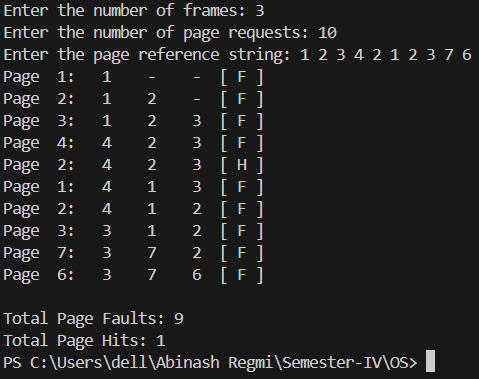 Enter the number of frames: 3
Enter the number of page requests: 10
Enter the page reference string: 1 2 3 4 2 1 2 3 7 6
Page  1:   1    -    -  [ F ]
Page  2:   1    2    -  [ F ]
Page  3:   1    2    3  [ F ]
Page  4:   4    2    3  [ F ]
Page  2:   4    2    3  [ H ]
Page  1:   4    1    3  [ F ]
Page  2:   4    1    2  [ F ]
Page  3:   3    1    2  [ F ]
Page  7:   3    7    2  [ F ]
Page  6:   3    7    6  [ F ]
Total Page Faults: 9
Total Page Hits: 1
PS C:\Users\dell\Abinash Regmi\Semester-IV\OS>